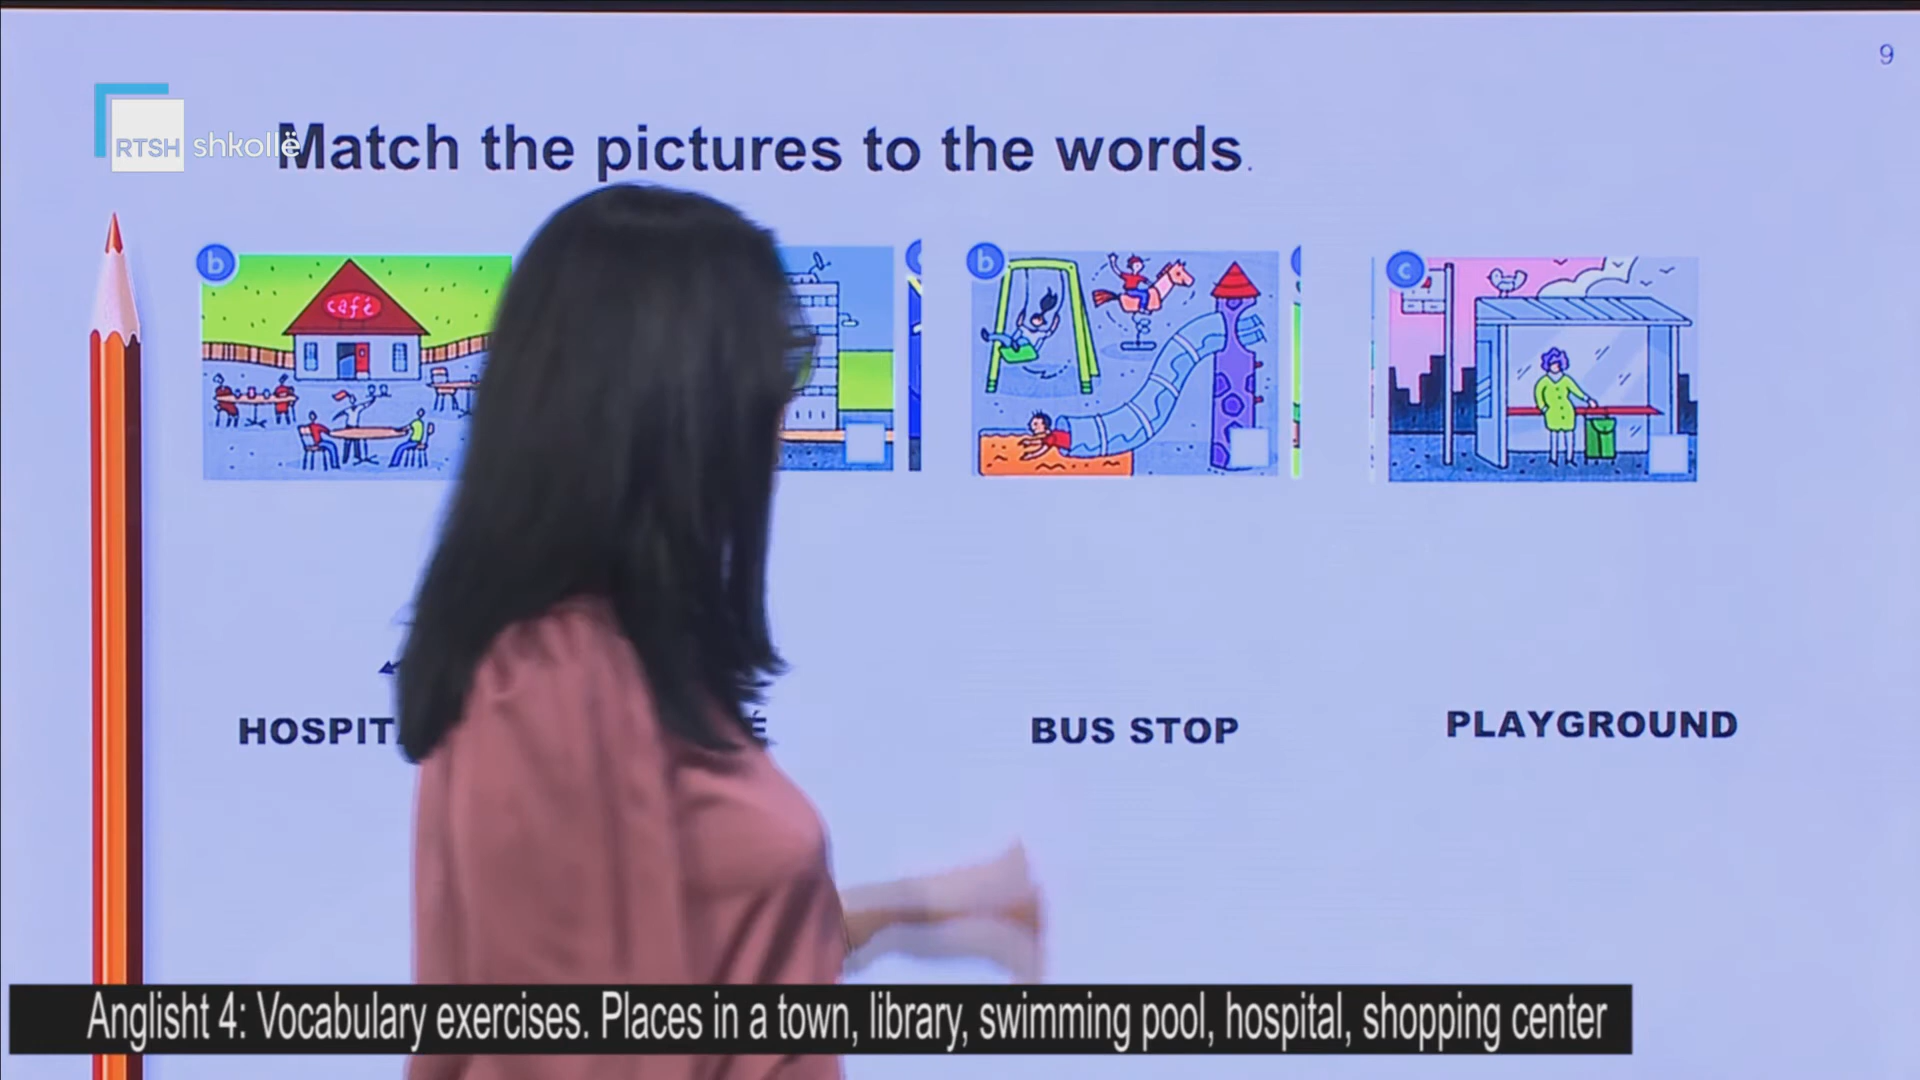 9
RTSH shkollë
Match the pictures to the words.
b
café
b
c
BUS STOP
PLAYGROUND
Anglisht 4: Vocabulary exercises. Places in a town, library, swimming pool, hospital, shopping center